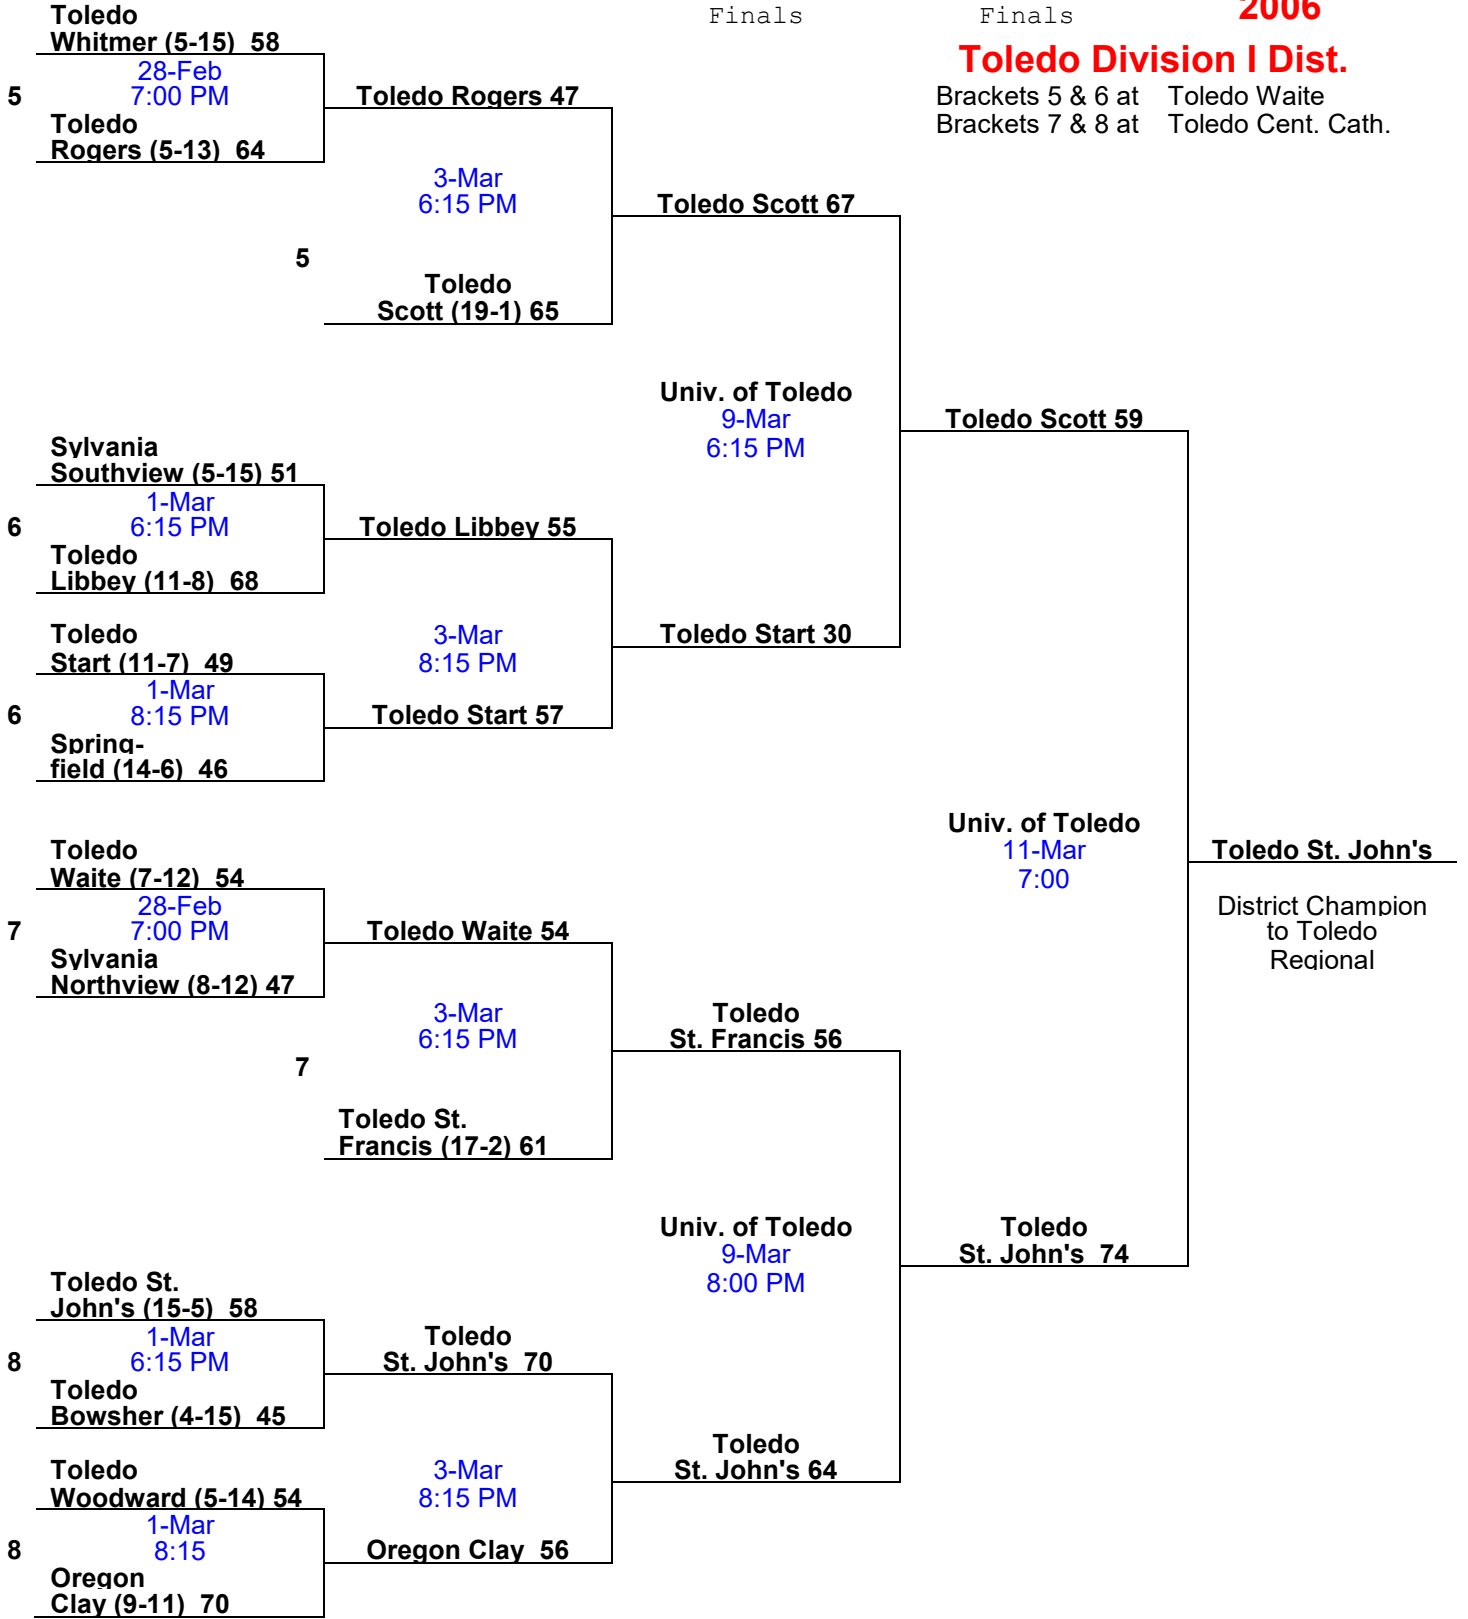 Finals
Finals
2006
Toledo Division I Dist.
Brackets 5 & 6 at Toledo Waite
Brackets 7 & 8 at Toledo Cent. Cath.
Toledo
Whitmer (5-15) 58
28-Feb
5
7:00 PM
Toledo
Rogers (5-13) 64
Toledo Rogers 47
3-Mar
6:15 PM
5
Toledo
Scott (19-1) 65
Toledo Scott 67
Univ. of Toledo
9-Mar
6:15 PM
Toledo Scott 59
Sylvania
Southview (5-15) 51
1-Mar
6
6:15 PM
Toledo
Libbey (11-8) 68
Toledo Libbey 55
3-Mar
8:15 PM
Toledo Start 30
Toledo
Start (11-7) 49
1-Mar
6
8:15 PM
Spring-
field (14-6) 46
Toledo Start 57
Univ. of Toledo
11-Mar
7:00
Toledo St. John's
District Champion
to Toledo
Regional
Toledo
Waite (7-12) 54
28-Feb
7
7:00 PM
Sylvania
Northview (8-12) 47
Toledo Waite 54
3-Mar
6:15 PM
7
Toledo St.
Francis (17-2) 61
Toledo
St. Francis 56
Univ. of Toledo
9-Mar
8:00 PM
Toledo
St. John's 74
Toledo St.
John's (15-5) 58
1-Mar
8
6:15 PM
Toledo
Bowsher (4-15) 45
Toledo
St. John's 70
3-Mar
8:15 PM
Toledo
St. John's 64
Toledo
Woodward (5-14) 54
1-Mar
8
8:15
Oregon
Clay (9-11) 70
Oregon Clay 56